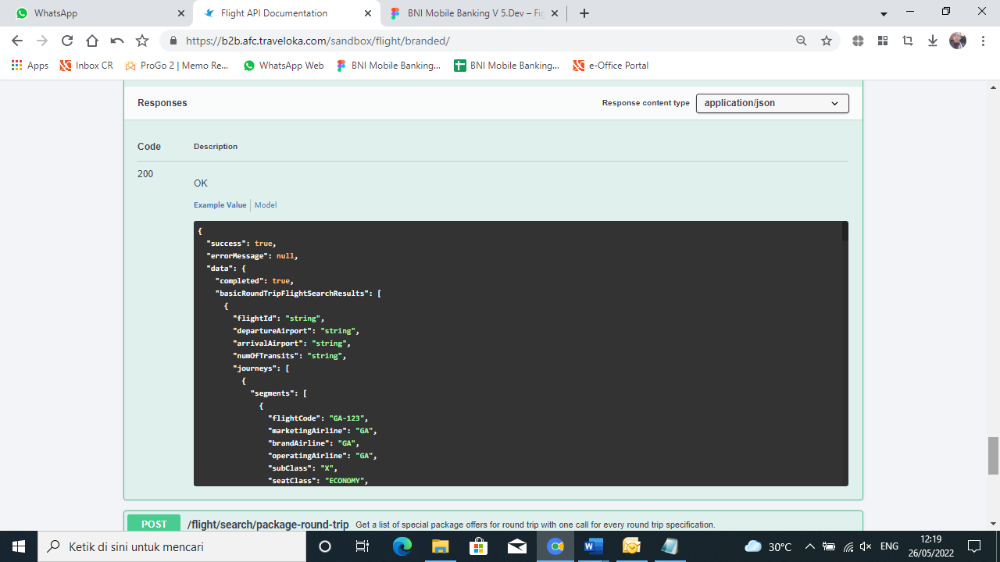 WhatsApp
Flight API Documentation
BNI Mobile Banking V 5.Dev – Fig
https://b2b.afc.traveloka.com/sandbox/flight/branded/
Apps
Inbox CR
ProGo 2 | Memo Re...
WhatsApp Web
BNI Mobile Banking...
BNI Mobile Banking...
e-Office Portal
Responses
Response content type
application/json
Code
Description
200
OK
Example Value
Model
{
"success": true,
"errorMessage": null,
"data": {
"completed": true,
"basicRoundTripFlightSearchResults": [
{
"flightId": "string",
"departureAirport": "string",
"arrivalAirport": "string",
"numOfTransits": "string",
"journeys": [
{
"segments": [
{
"flightCode": "GA-123",
"marketingAirline": "GA",
"brandAirline": "GA",
"operatingAirline": "GA",
"subClass": "X",
"seatClass": "ECONOMY",
POST /flight/search/package-round-trip Get a list of special package offers for round trip with one call for every round trip specification.
Ketik di sini untuk mencari
30°C
ENG
12:19
26/05/2022